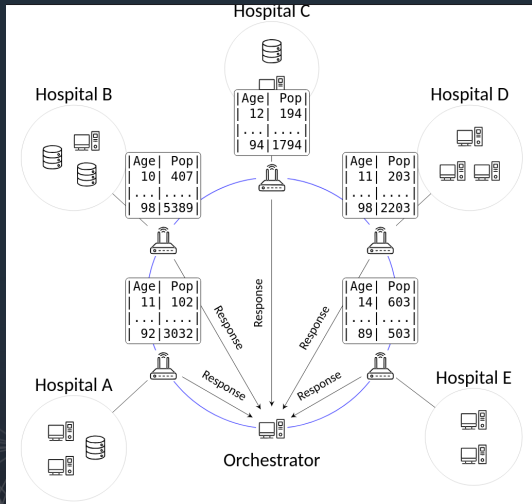 Hospital C
|Age| Pop|
| 12| 194|
|...|....|
| 94|1794|
Hospital B
|Age| Pop|
| 10| 407|
|...|....|
| 98|5389|
Hospital D
|Age| Pop|
| 11| 203|
|...|....|
| 98|2203|
|Age| Pop|
| 11| 102|
|...|....|
| 92|3032|
|Age| Pop|
| 14| 603|
|...|....|
| 89| 503|
Response
Response
Response
Response
Response
Hospital A
Hospital E
Orchestrator